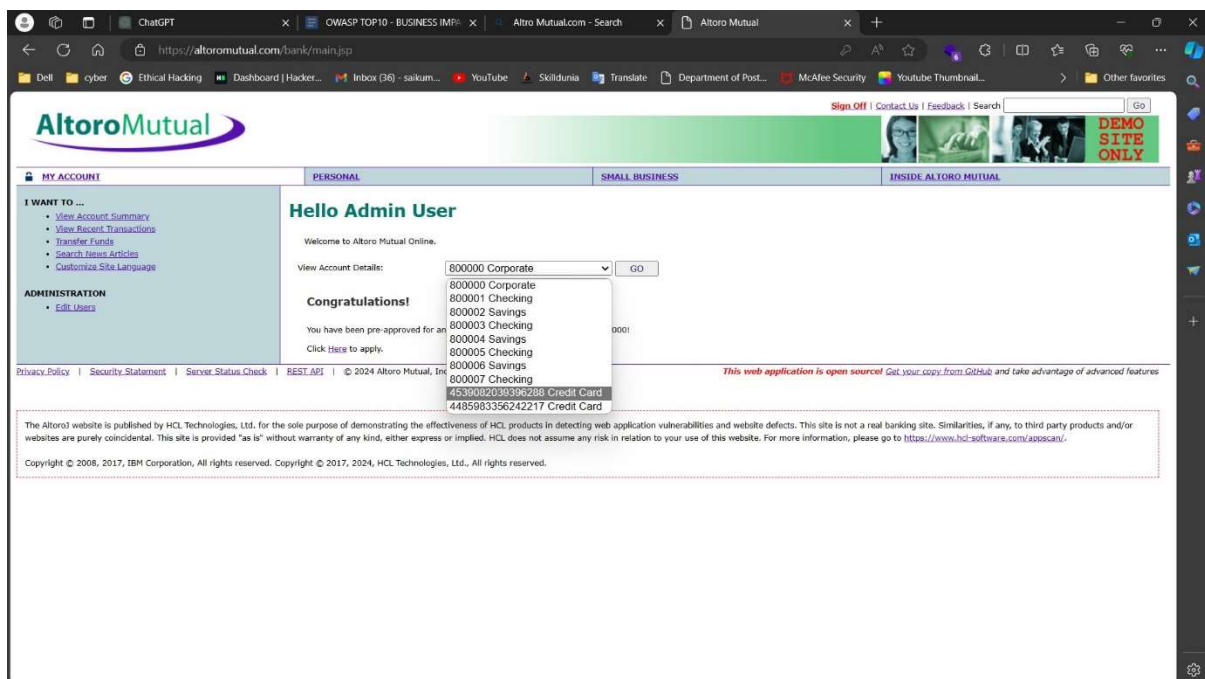 ChatGPT
OWASP TOP10 - BUSINESS IMPA
Altro Mutual.com - Search
Altoro Mutual
https://altoromutual.com/bank/main.jsp
Dell cyber Ethical Hacking Dashboard | Hacker... Inbox (36) - saikum... YouTube Skilldunia Translate Department of Post... McAfee Security Youtube Thumbnail... Other favorites
Sign Off | Contact Us | Feedback | Search Go
AltoroMutual
DEMO
SITE
ONLY
MY ACCOUNT PERSONAL SMALL BUSINESS INSIDE ALTORO MUTUAL
I WANT TO ...
View Account Summary
View Recent Transactions
Transfer Funds
Search News Articles
Customize Site Language
ADMINISTRATION
Edit Users
Hello Admin User
Welcome to Altoro Mutual Online.
View Account Details: 800000 Corporate GO
800000 Corporate
800001 Checking
800002 Savings
800003 Checking
800004 Savings
800005 Checking
800006 Savings
800007 Checking
4539082039396288 Credit Card
4485983356242217 Credit Card
Congratulations!
You have been pre-approved for an 000!
Click Here to apply.
Privacy Policy | Security Statement | Server Status Check | REST API | © 2024 Altoro Mutual, Inc
This web application is open source! Get your copy from GitHub and take advantage of advanced features
The AltoroJ website is published by HCL Technologies, Ltd. for the sole purpose of demonstrating the effectiveness of HCL products in detecting web application vulnerabilities and website defects. This site is not a real banking site. Similarities, if any, to third party products and/or
websites are purely coincidental. This site is provided "as is" without warranty of any kind, either express or implied. HCL does not assume any risk in relation to your use of this website. For more information, please go to https://www.hcl-software.com/appscan/.
Copyright © 2008, 2017, IBM Corporation, All rights reserved. Copyright © 2017, 2024, HCL Technologies, Ltd., All rights reserved.